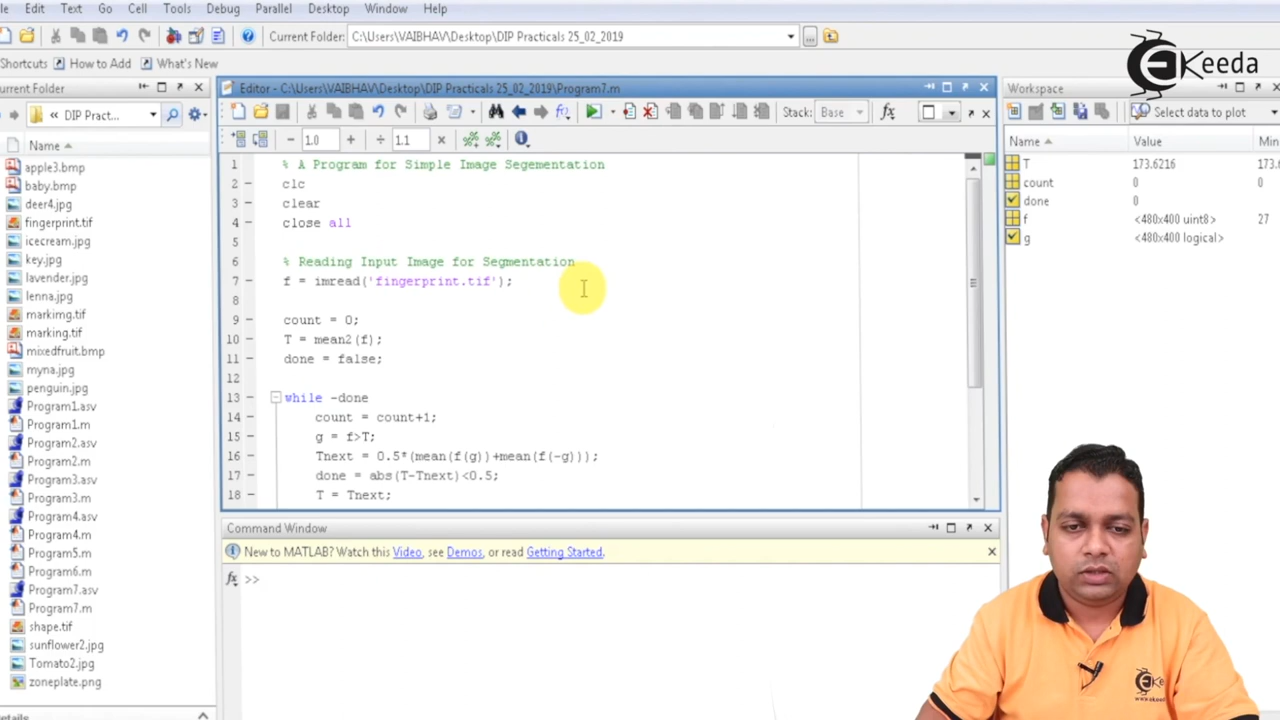 le Edit Text Go Cell Tools Debug Parallel Desktop Window Help
Current Folder: C:\Users\VAIBHAV\Desktop\DIP Practicals 25_02_2019
Shortcuts How to Add What's New
Keeda
urrent Folder
Editor - C:\Users\VAIBHAV\Desktop\DIP Practicals 25_02_2019\Program7.m
Workspace
« DIP Pract...
Stack: Base
fx
Select data to plot
Name
1.0
1.1
Name Value Min
apple3.bmp
baby.bmp
deer4.jpg
fingerprint.tif
icecream.jpg
key.jpg
lavender.jpg
lenna.jpg
markimg.tif
marking.tif
mixedfruit.bmp
myna.jpg
penguin.jpg
Program1.asv
Program1.m
Program2.asv
Program2.m
Program3.asv
Program3.m
Program4.asv
Program4.m
Program5.m
Program6.m
Program7.asv
Program7.m
shape.tif
sunflower2.jpg
Tomato2.jpg
zoneplate.png
etails
1 % A Program for Simple Image Segementation
2 clc
3 clear
4 close all
5
6 % Reading Input Image for Segmentation
7 f = imread('fingerprint.tif');
8
9 count = 0;
10 T = mean2(f);
11 done = false;
12
13 while ~done
14 count = count+1;
15 g = f>T;
16 Tnext = 0.5*(mean(f(g))+mean(f(~g)));
17 done = abs(T-Tnext)<0.5;
18 T = Tnext;
Command Window
New to MATLAB? Watch this Video, see Demos, or read Getting Started.
fx >>
T 173.6216 173.6
count 0 0
done 0
f <480x400 uint8> 27
g <480x400 logical>